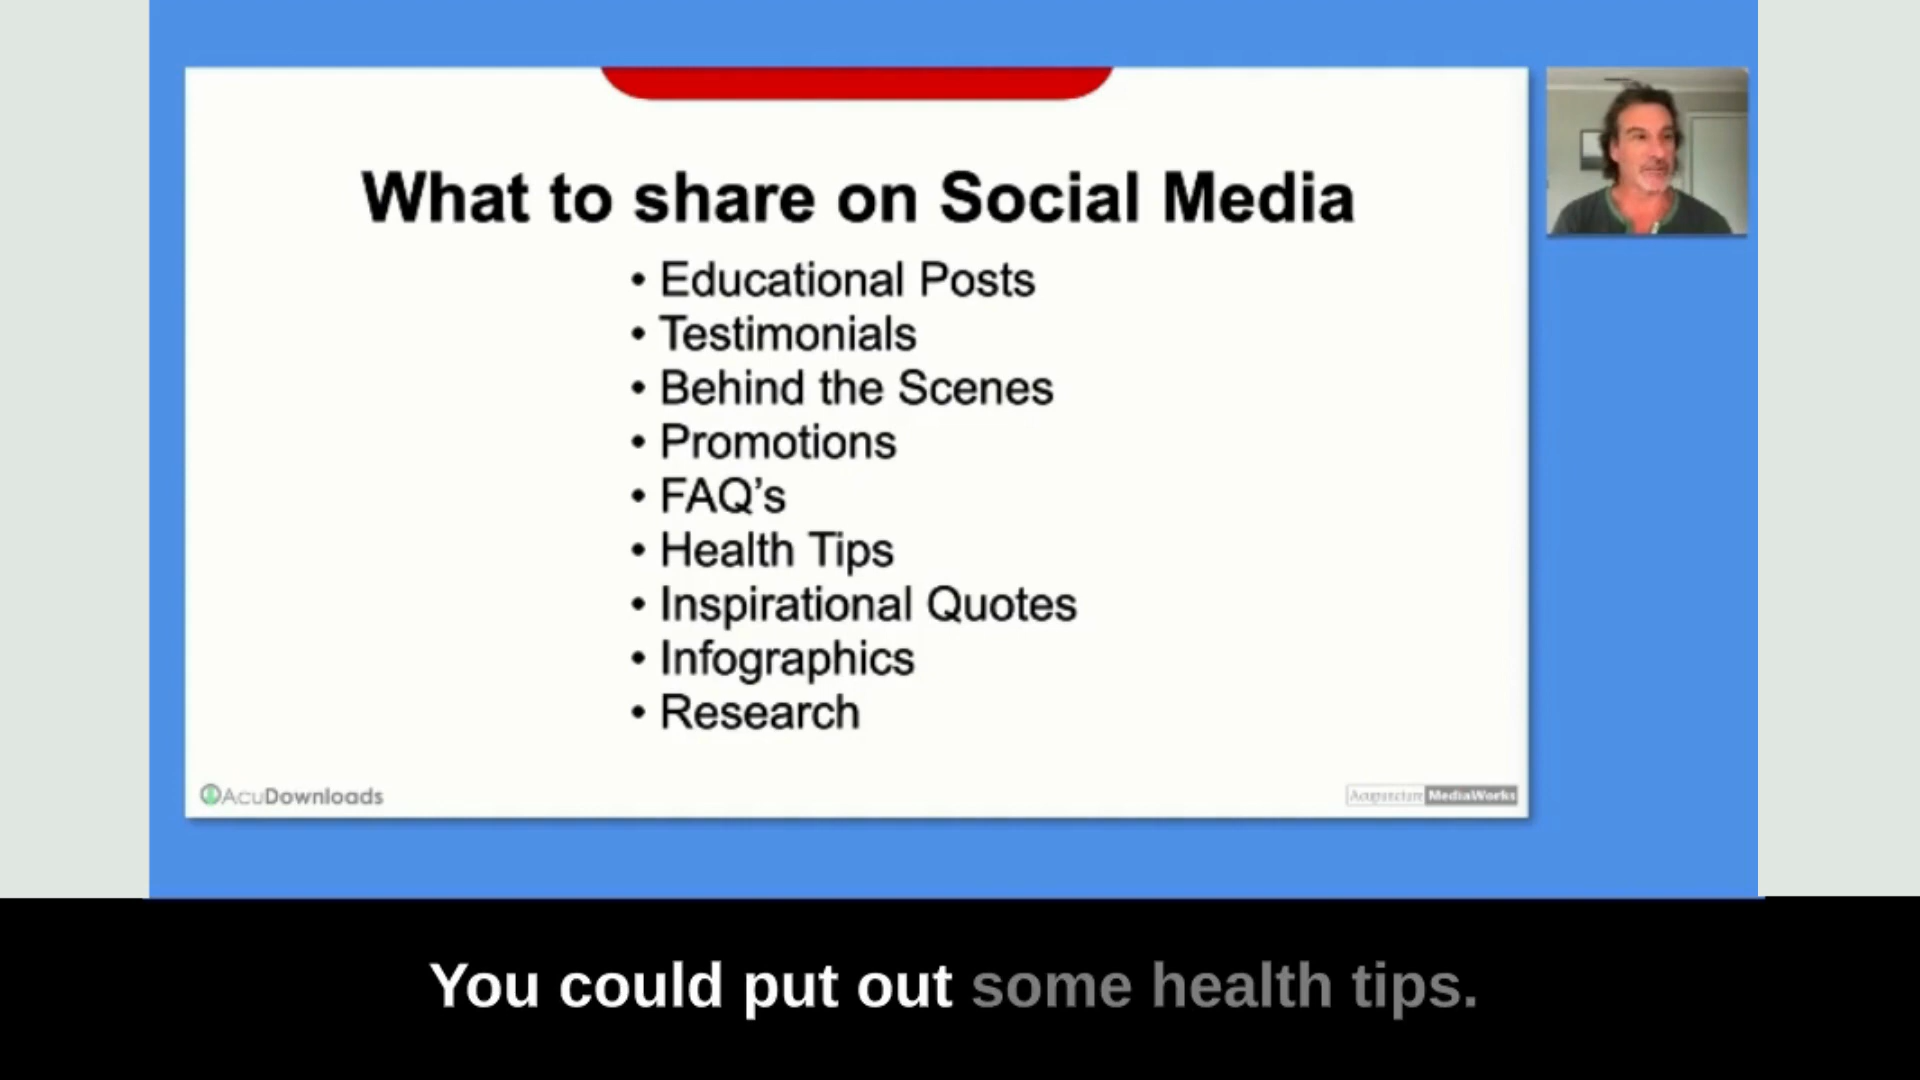 What to share on Social Media
• Educational Posts
• Testimonials
• Behind the Scenes
• Promotions
• FAQ’s
• Health Tips
• Inspirational Quotes
• Infographics
• Research
AcuDownloads
Acupuncture MediaWorks
You could put out some health tips.